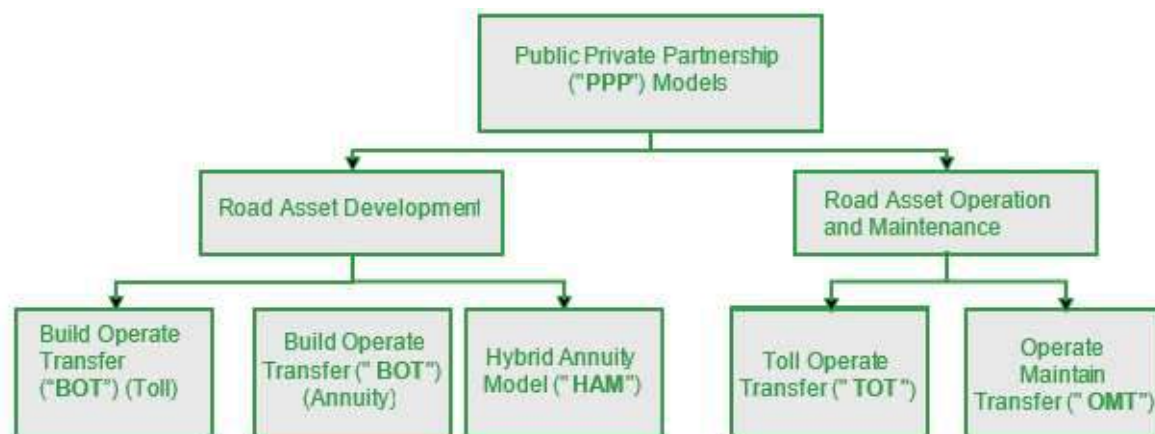 Public Private Partnership
("PPP") Models
Road Asset Development
Road Asset Operation
and Maintenance
Build Operate
Transfer
("BOT") (Toll)
Build Operate
Transfer (" BOT")
(Annuity)
Hybrid Annuity
Model (" HAM")
Toll Operate
Transfer (" TOT")
Operate
Maintain
Transfer (" OMT")